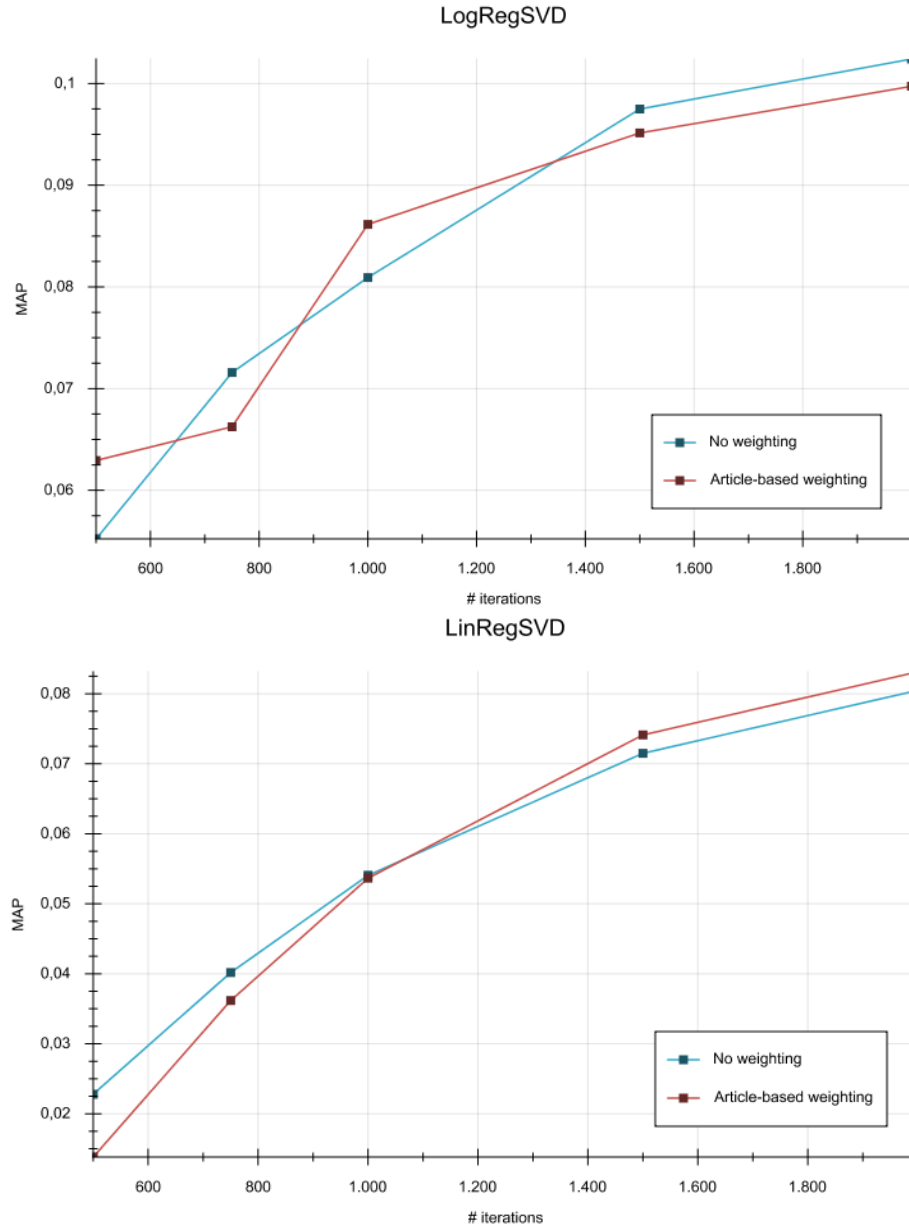 LogRegSVD
0,1
0,09
0,08
MAP
0,07
0,06
No weighting
Article-based weighting
600 800 1.000 1.200 1.400 1.600 1.800
# iterations
LinRegSVD
0,08
0,07
0,06
MAP
0,05
0,04
0,03
0,02
No weighting
Article-based weighting
600 800 1.000 1.200 1.400 1.600 1.800
# iterations